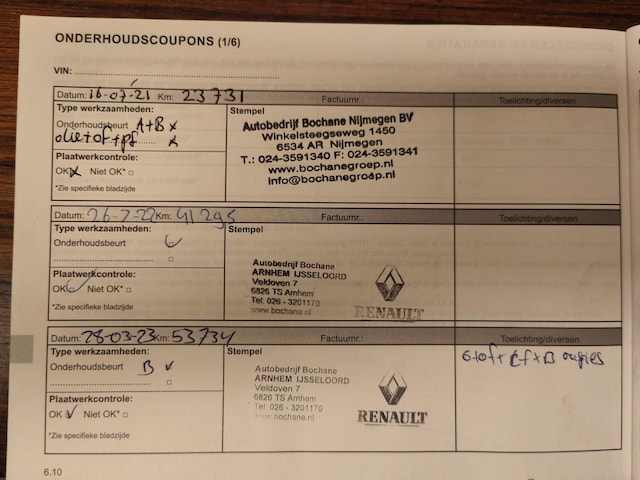 ONDERHOUDSCOUPONS (1/6)
VIN:
Datum: 16-07-21 Km: 23731 Factuurnr.: Toelichting/diversen
Type werkzaamheden: Stempel
Onderhoudsbeurt A+B x
olie+of+pf x
Plaatwerkcontrole:
OK x Niet OK* □
*Zie specifieke bladzijde
Autobedrijf Bochane Nijmegen BV
Winkelsteegseweg 1450
6534 AR Nijmegen
T.: 024-3591340 F: 024-3591341
www.bochanegroep.nl
Info@bochanegroep.nl
Datum: 26-7-22 Km: 41295 Factuurnr.: Toelichting/diversen
Type werkzaamheden: Stempel
Onderhoudsbeurt
Plaatwerkcontrole:
OK Niet OK* □
*Zie specifieke bladzijde
Autobedrijf Bochane
ARNHEM IJSSELOORD
Veldoven 7
6826 TS Arnhem
Tel: 026 - 3201170
www.bochane.nl
RENAULT
Datum: 28-03-23 Km: 53734 Factuurnr.: Toelichting/diversen
Type werkzaamheden: Stempel
Onderhoudsbeurt B ✓
Plaatwerkcontrole:
OK ✓ Niet OK* □
*Zie specifieke bladzijde
Autobedrijf Bochane
ARNHEM IJSSELOORD
Veldoven 7
6826 TS Arnhem
Tel: 026 - 3201170
www.bochane.nl
RENAULT
6.10